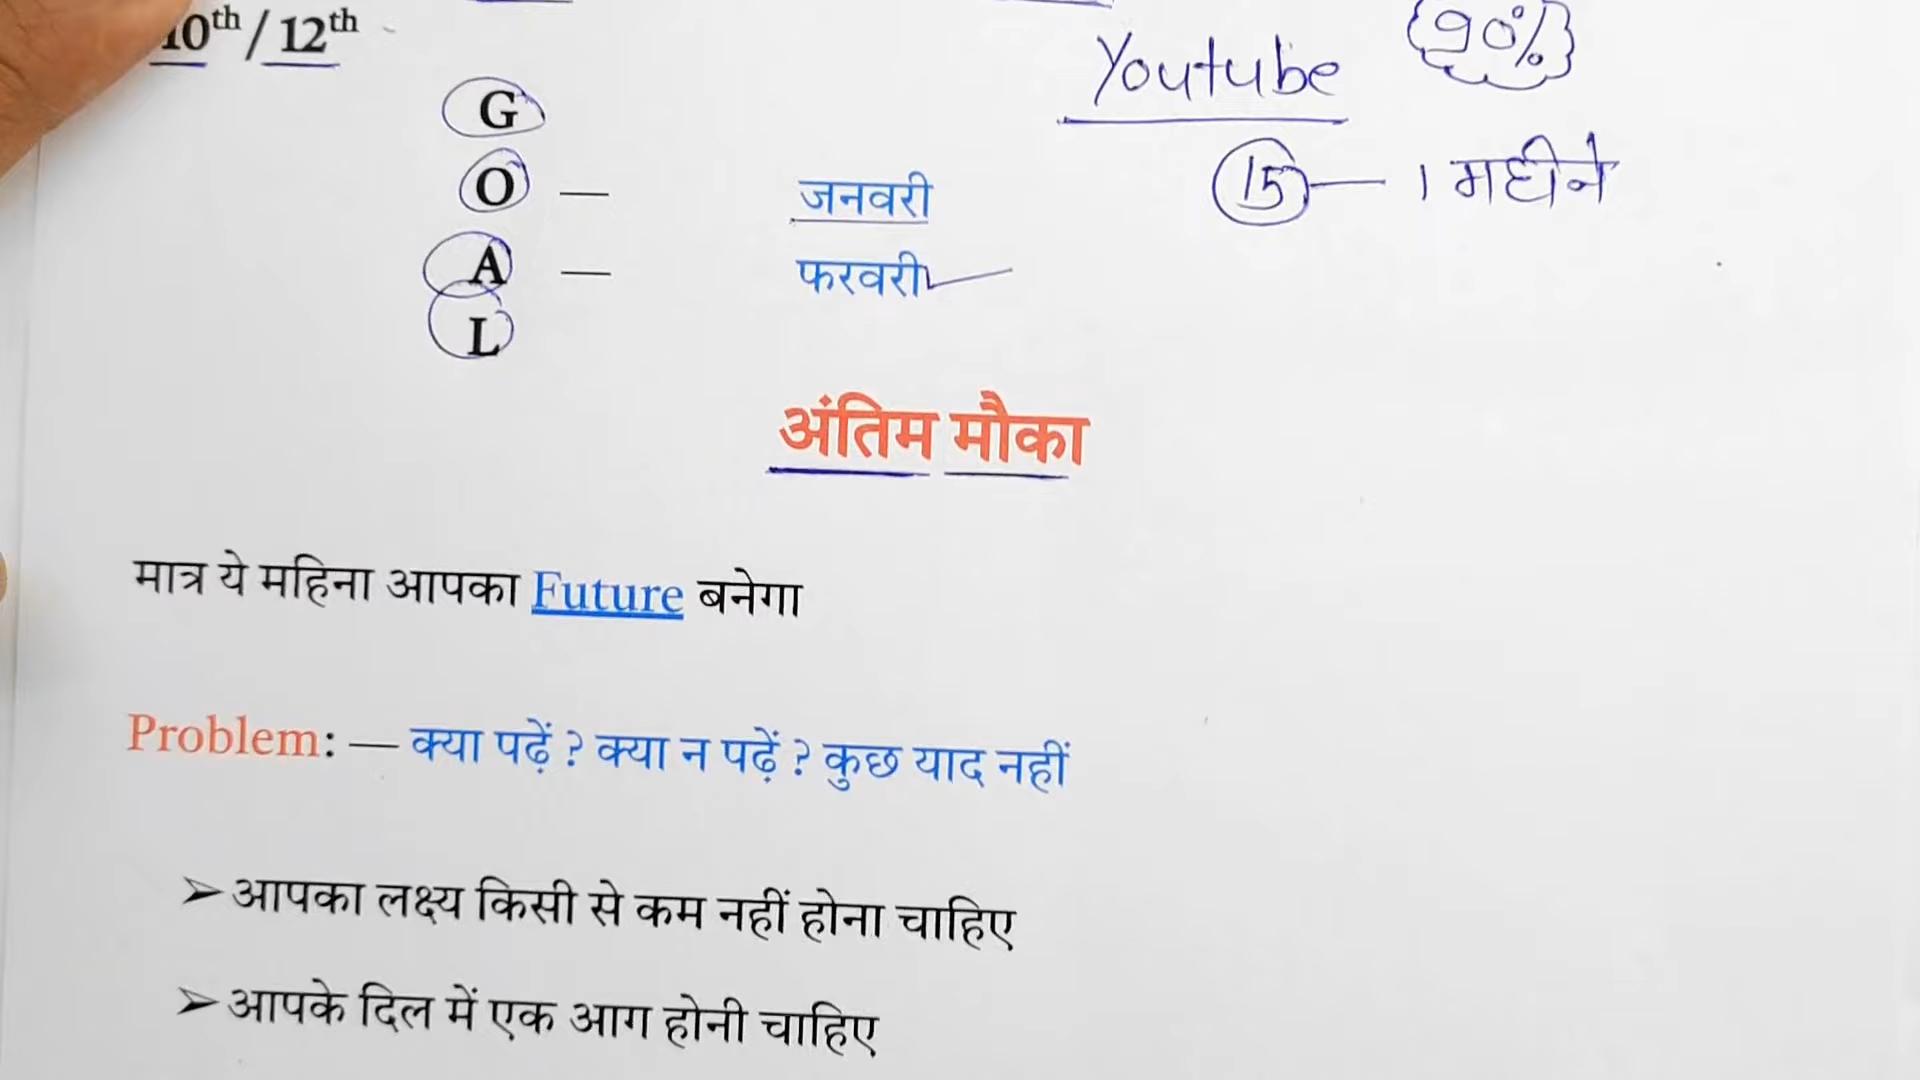 10th / 12th
Youtube
90%
G
O — जनवरी
15 — 1 महीने
A — फरवरी
L
अंतिम मौका
मात्र ये महिना आपका Future बनेगा
Problem: — क्या पढ़ें ? क्या न पढ़ें ? कुछ याद नहीं
➢ आपका लक्ष्य किसी से कम नहीं होना चाहिए
➢ आपके दिल में एक आग होनी चाहिए